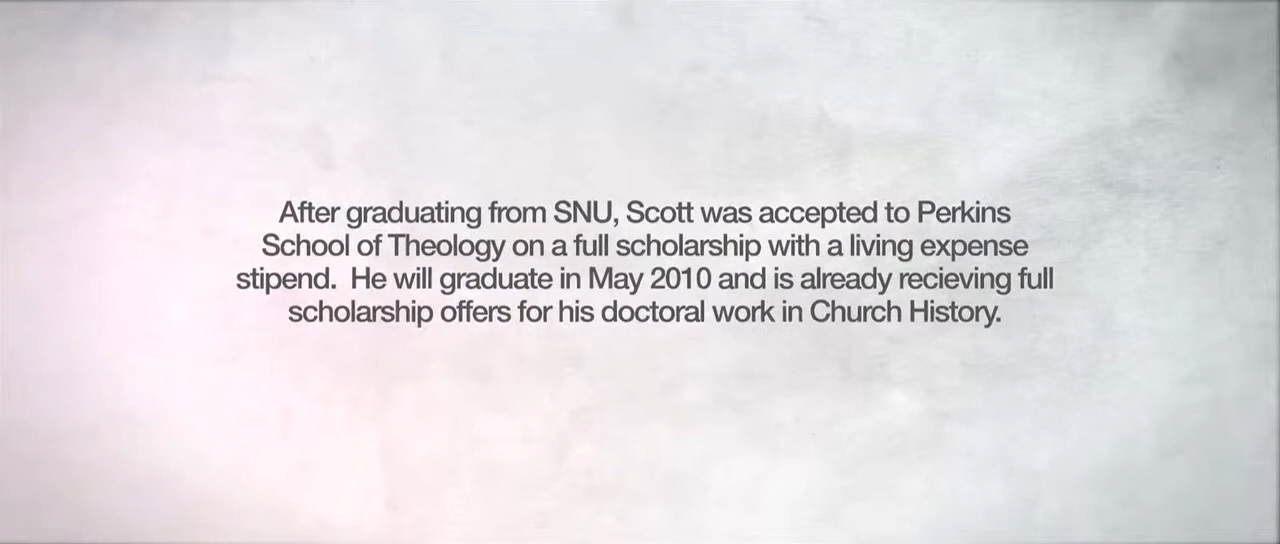 After graduating from SNU, Scott was accepted to Perkins
School of Theology on a full scholarship with a living expense
stipend.  He will graduate in May 2010 and is already recieving full
scholarship offers for his doctoral work in Church History.